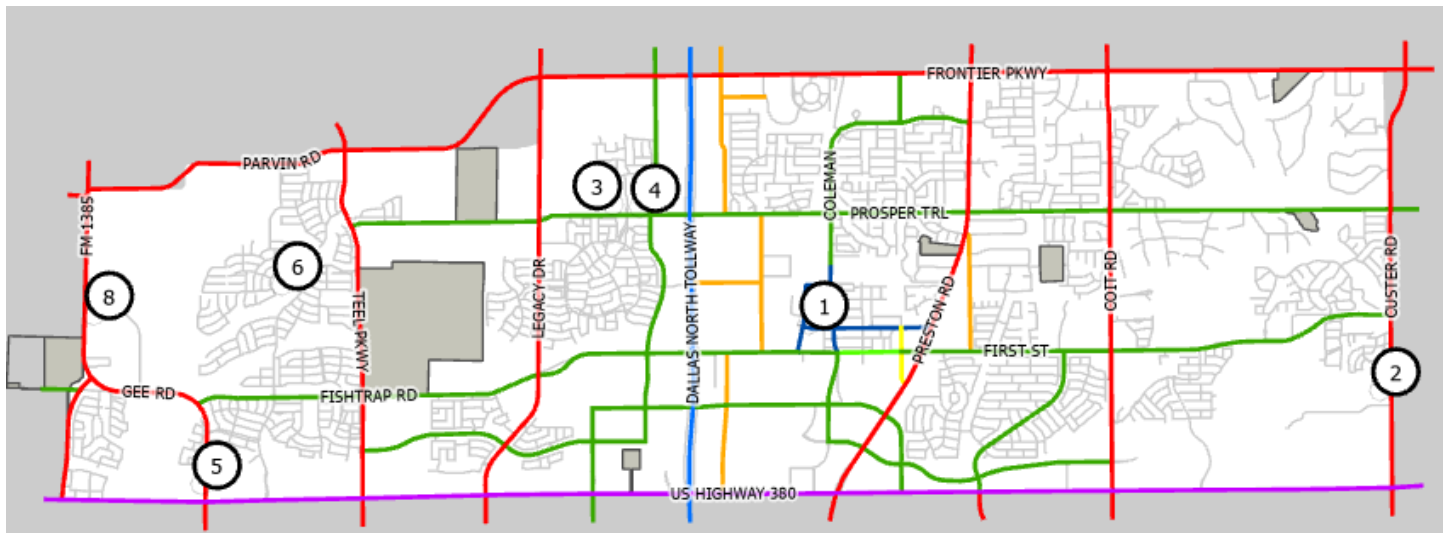 FRONTIER PKWY
PARVIN RD
COLEMAN
3
4
PROSPER TRL
FM 1385
6
8
TEEL PKWY
LEGACY DR
DALLAS NORTH TOLLWAY
1
PRESTON RD
COIT RD
CUSTER RD
FIRST ST
2
GEE RD
FISHTRAP RD
5
US HIGHWAY 380